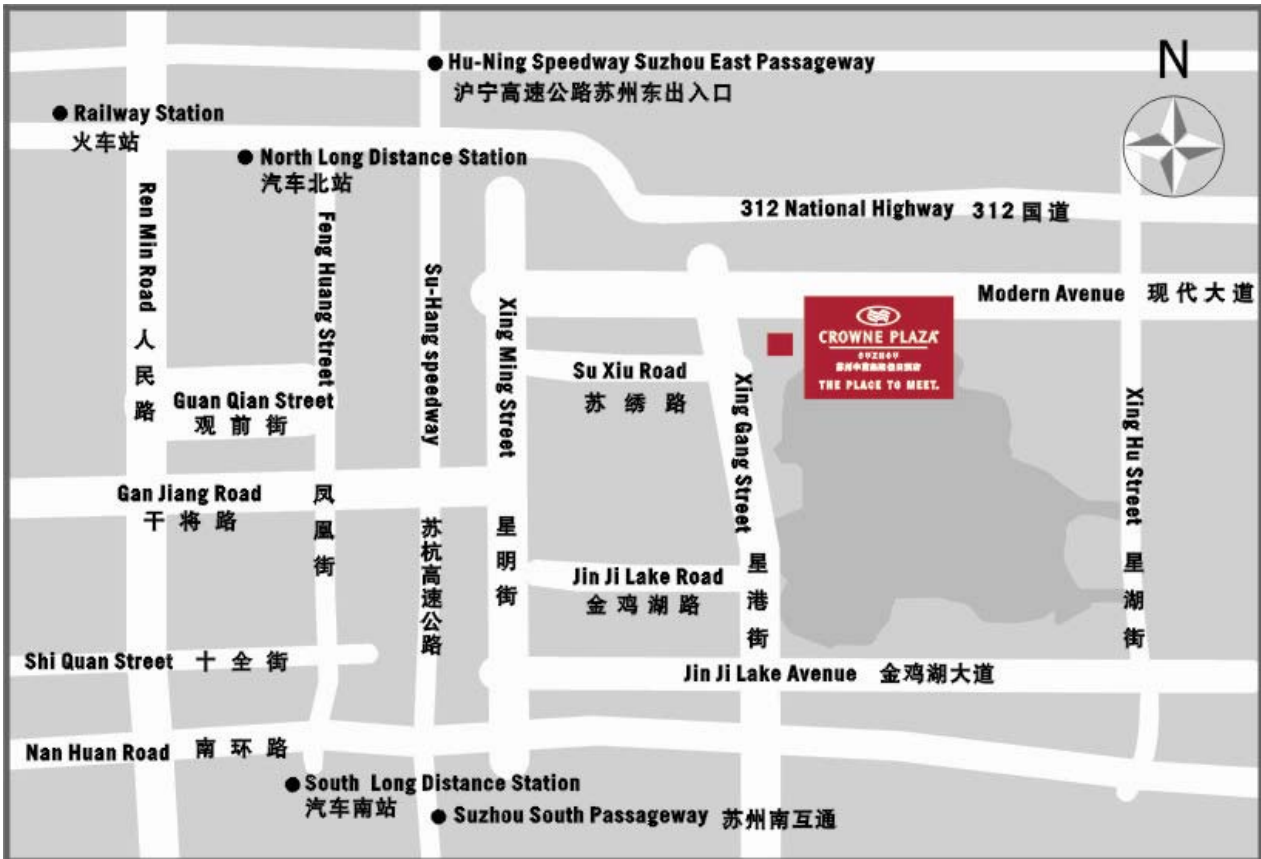 N
Hu-Ning Speedway Suzhou East Passageway
沪宁高速公路苏州东出入口
Railway Station
火车站
North Long Distance Station
汽车北站
312 National Highway 312 国道
Ren Min Road 人民路
Feng Huang Street
凤凰街
Su-Hang speedway
苏杭高速公路
Xing Ming Street
星明街
Modern Avenue 现代大道
CROWNE PLAZA
THE PLACE TO MEET.
Su Xiu Road
苏绣路
Xing Gang Street
星港街
Xing Hu Street
星湖街
Guan Qian Street
观前街
Gan Jiang Road
干将路
Jin Ji Lake Road
金鸡湖路
Shi Quan Street 十全街
Jin Ji Lake Avenue 金鸡湖大道
Nan Huan Road 南环路
South Long Distance Station
汽车南站
Suzhou South Passageway 苏州南互通